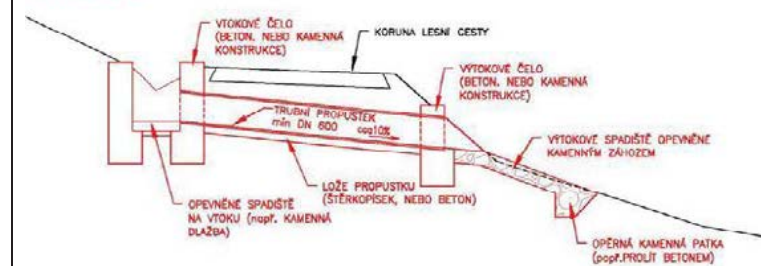 VTOKOVÉ ČELO
(BETON. NEBO KAMENNÁ
KONSTRUKCE)
KORUNA LESNÍ CESTY
VÝTOKOVÉ ČELO
(BETON. NEBO KAMENNÁ
KONSTRUKCE)
TRUBNÍ PROPUSTEK
min DN 600 cca10%
VÝTOKOVÉ SPADIŠTĚ OPEVNĚNÉ
KAMENNÝM ZÁHOZEM
LOŽE PROPUSTKU
(ŠTĚRKOPÍSEK, NEBO BETON)
OPEVNĚNÉ SPADIŠTĚ
NA VTOKU (např. KAMENNÁ
DLAŽBA)
OPĚRNÁ KAMENNÁ PATKA
(popř.PROLÍT BETONEM)